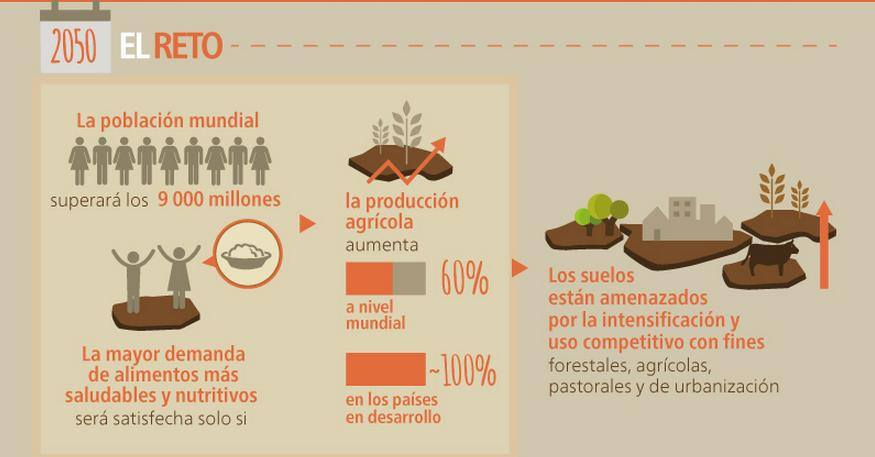 2050 EL RETO
La población mundial
superará los 9 000 millones
La mayor demanda
de alimentos más
saludables y nutritivos
será satisfecha solo si
la producción
agrícola
aumenta
60%
a nivel
mundial
~100%
en los países
en desarrollo
Los suelos
están amenazados
por la intensificación y
uso competitivo con fines
forestales, agrícolas,
pastorales y de urbanización